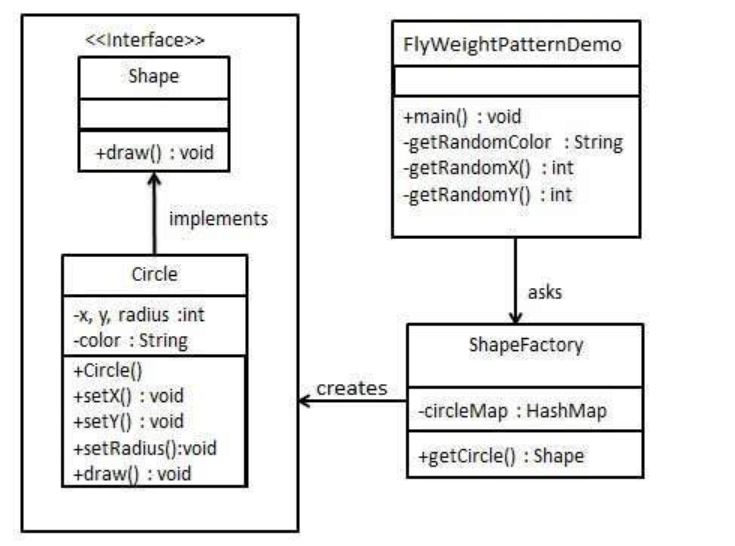 <<Interface>>
Shape
+draw() : void
implements
Circle
-x, y, radius :int
-color : String
+Circle()
+setX() : void
+setY() : void
+setRadius():void
+draw() : void
FlyWeightPatternDemo
+main() : void
-getRandomColor : String
-getRandomX() : int
-getRandomY() : int
asks
ShapeFactory
-circleMap : HashMap
+getCircle() : Shape
creates